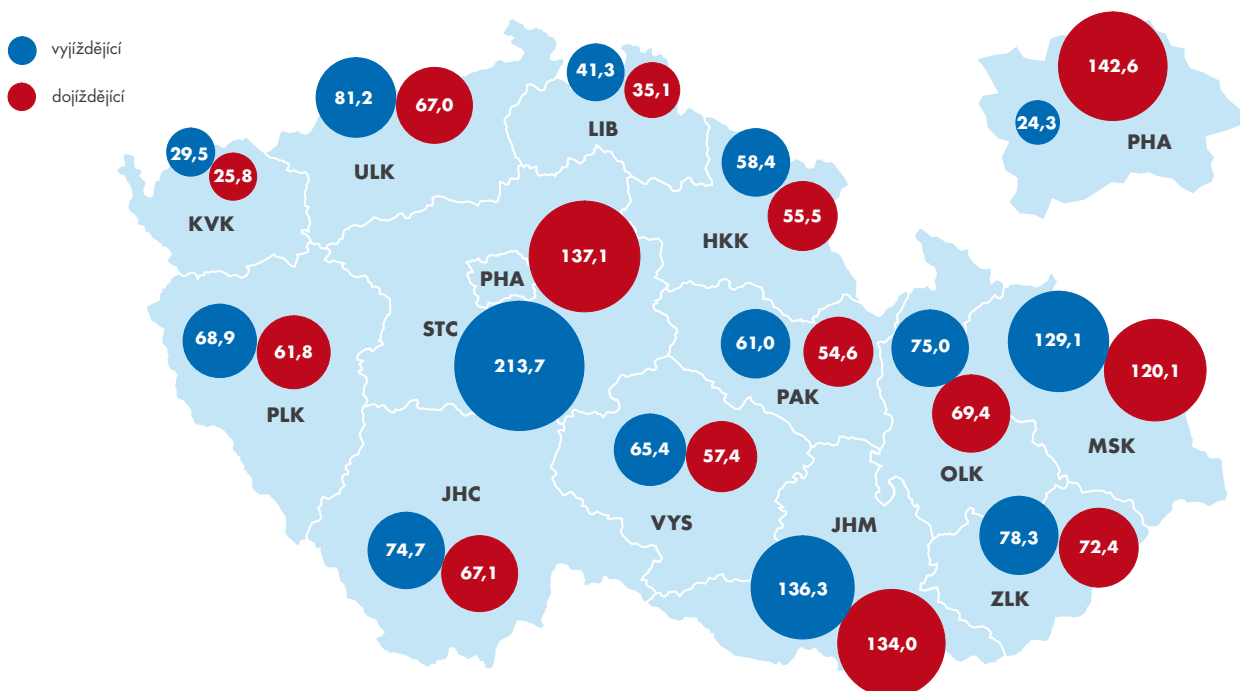 vyjíždějící
dojíždějící
142,6
24,3
PHA
41,3
35,1
LIB
81,2
67,0
ULK
29,5
25,8
KVK
58,4
55,5
HKK
137,1
PHA
STC
213,7
68,9
61,8
PLK
61,0
54,6
PAK
75,0
69,4
OLK
129,1
120,1
MSK
65,4
57,4
VYS
JHC
74,7
67,1
JHM
136,3
134,0
78,3
72,4
ZLK